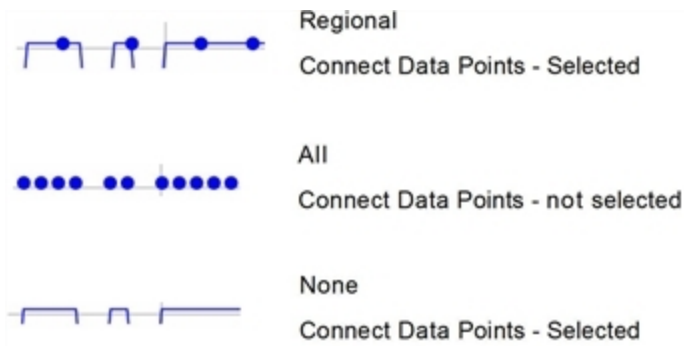 Regional
Connect Data Points - Selected
All
Connect Data Points - not selected
None
Connect Data Points - Selected